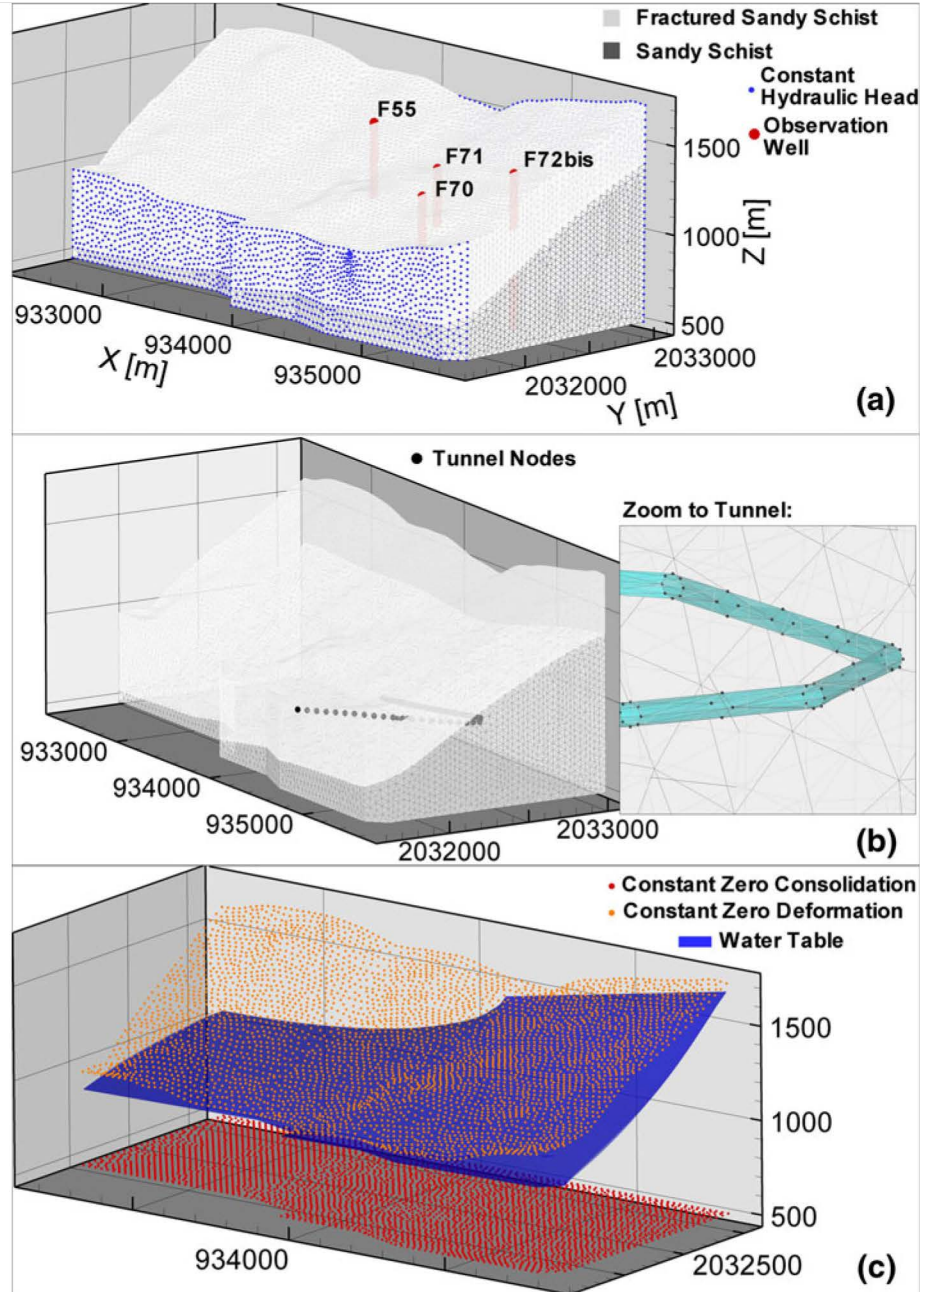 Fractured Sandy Schist
Sandy Schist
Constant
Hydraulic Head
Observation
Well
F55
F71
F72bis
F70
1500
1000
500
Z [m]
933000
934000
935000
X [m]
2033000
2032000
Y [m]
(a)
Tunnel Nodes
Zoom to Tunnel:
933000
934000
935000
2033000
2032000
(b)
Constant Zero Consolidation
Constant Zero Deformation
Water Table
1500
1000
500
934000
2032500
(c)